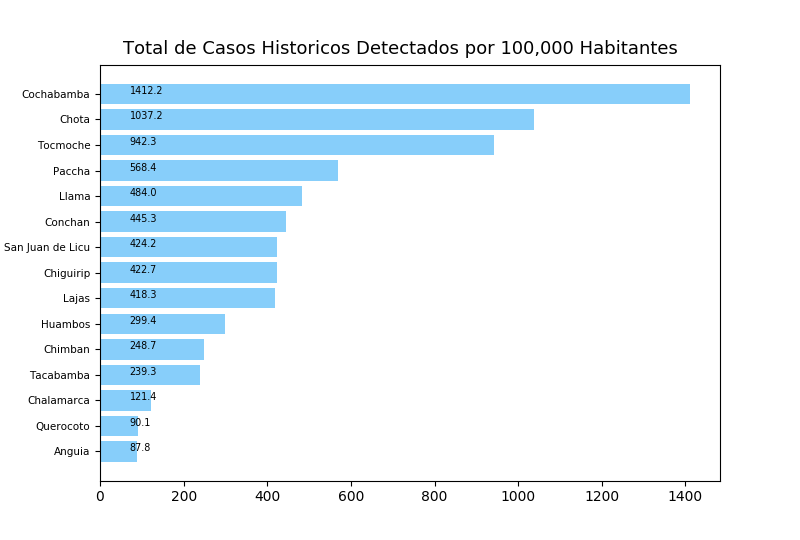 Total de Casos Historicos Detectados por 100,000 Habitantes
Cochabamba 1412.2
Chota 1037.2
Tocmoche 942.3
Paccha 568.4
Llama 484.0
Conchan 445.3
San Juan de Licu 424.2
Chiguirip 422.7
Lajas 418.3
Huambos 299.4
Chimban 248.7
Tacabamba 239.3
Chalamarca 121.4
Querocoto 90.1
Anguia 87.8
0 200 400 600 800 1000 1200 1400